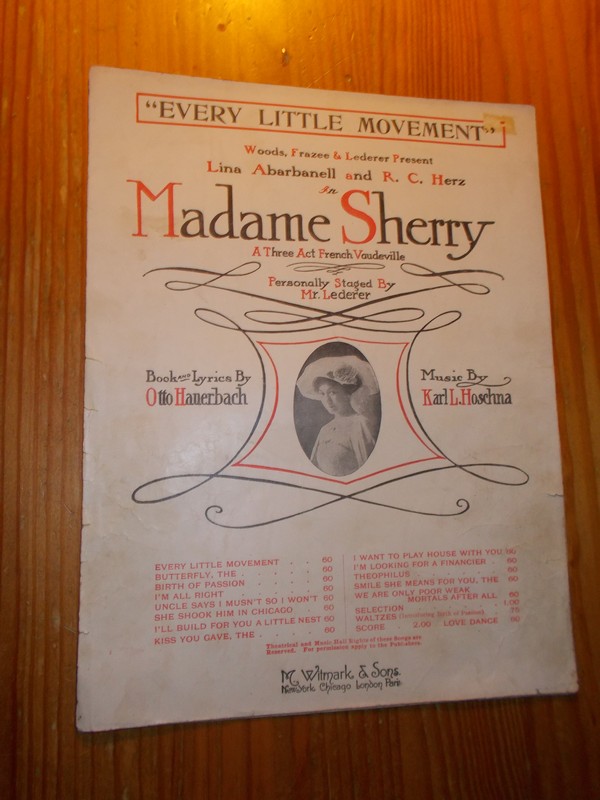 "EVERY LITTLE MOVEMENT"
Woods, Frazee & Lederer Present
Lina Abarbanell and R. C. Herz
In
Madame Sherry
A Three Act French Vaudeville
Personally Staged By
Mr. Lederer
Book and Lyrics By
Otto Hauerbach
Music By
Karl L. Hoschna
EVERY LITTLE MOVEMENT . . 60
BUTTERFLY, THE . . . . . 60
BIRTH OF PASSION . . . . 60
I'M ALL RIGHT . . . . . 60
UNCLE SAYS I MUSN'T SO I WON'T 60
SHE SHOOK HIM IN CHICAGO . 60
I'LL BUILD FOR YOU A LITTLE NEST 60
KISS YOU GAVE, THE . . . . 60
I WANT TO PLAY HOUSE WITH YOU 60
I'M LOOKING FOR A FINANCIER . 60
THEOPHILUS . . . . . . 60
SMILE SHE MEANS FOR YOU, THE 60
WE ARE ONLY POOR WEAK
MORTALS AFTER ALL 60
SELECTION . . . . . . 1.00
WALTZES (Introducing Birth of Passion) 75
SCORE . . 2.00 LOVE DANCE 60
Theatrical and Music Hall Rights of these Songs are
Reserved. For permission apply to the Publishers.
M. Witmark & Sons.
New York Chicago London Paris